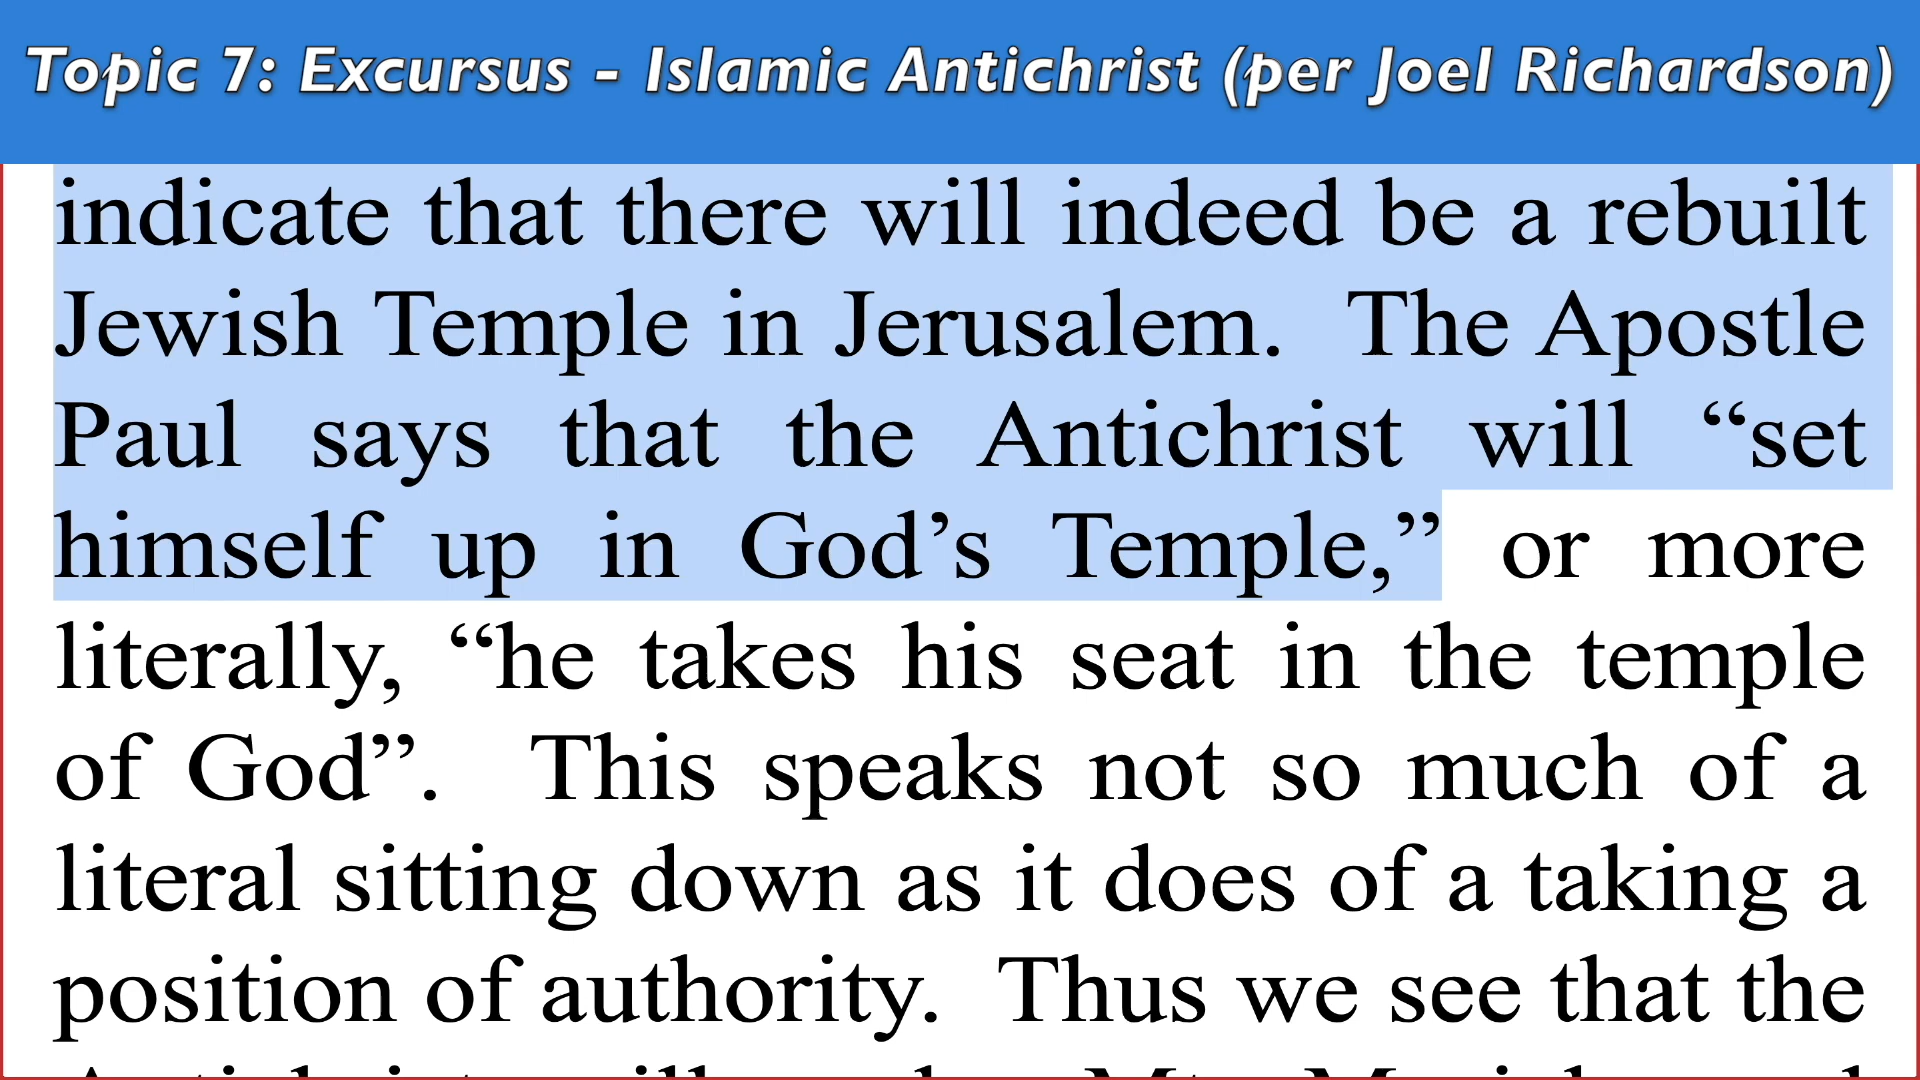 Topic 7: Excursus - Islamic Antichrist (per Joel Richardson)
indicate that there will indeed be a rebuilt
Jewish Temple in Jerusalem. The Apostle
Paul says that the Antichrist will “set
himself up in God’s Temple,” or more
literally, “he takes his seat in the temple
of God”. This speaks not so much of a
literal sitting down as it does of a taking a
position of authority. Thus we see that the